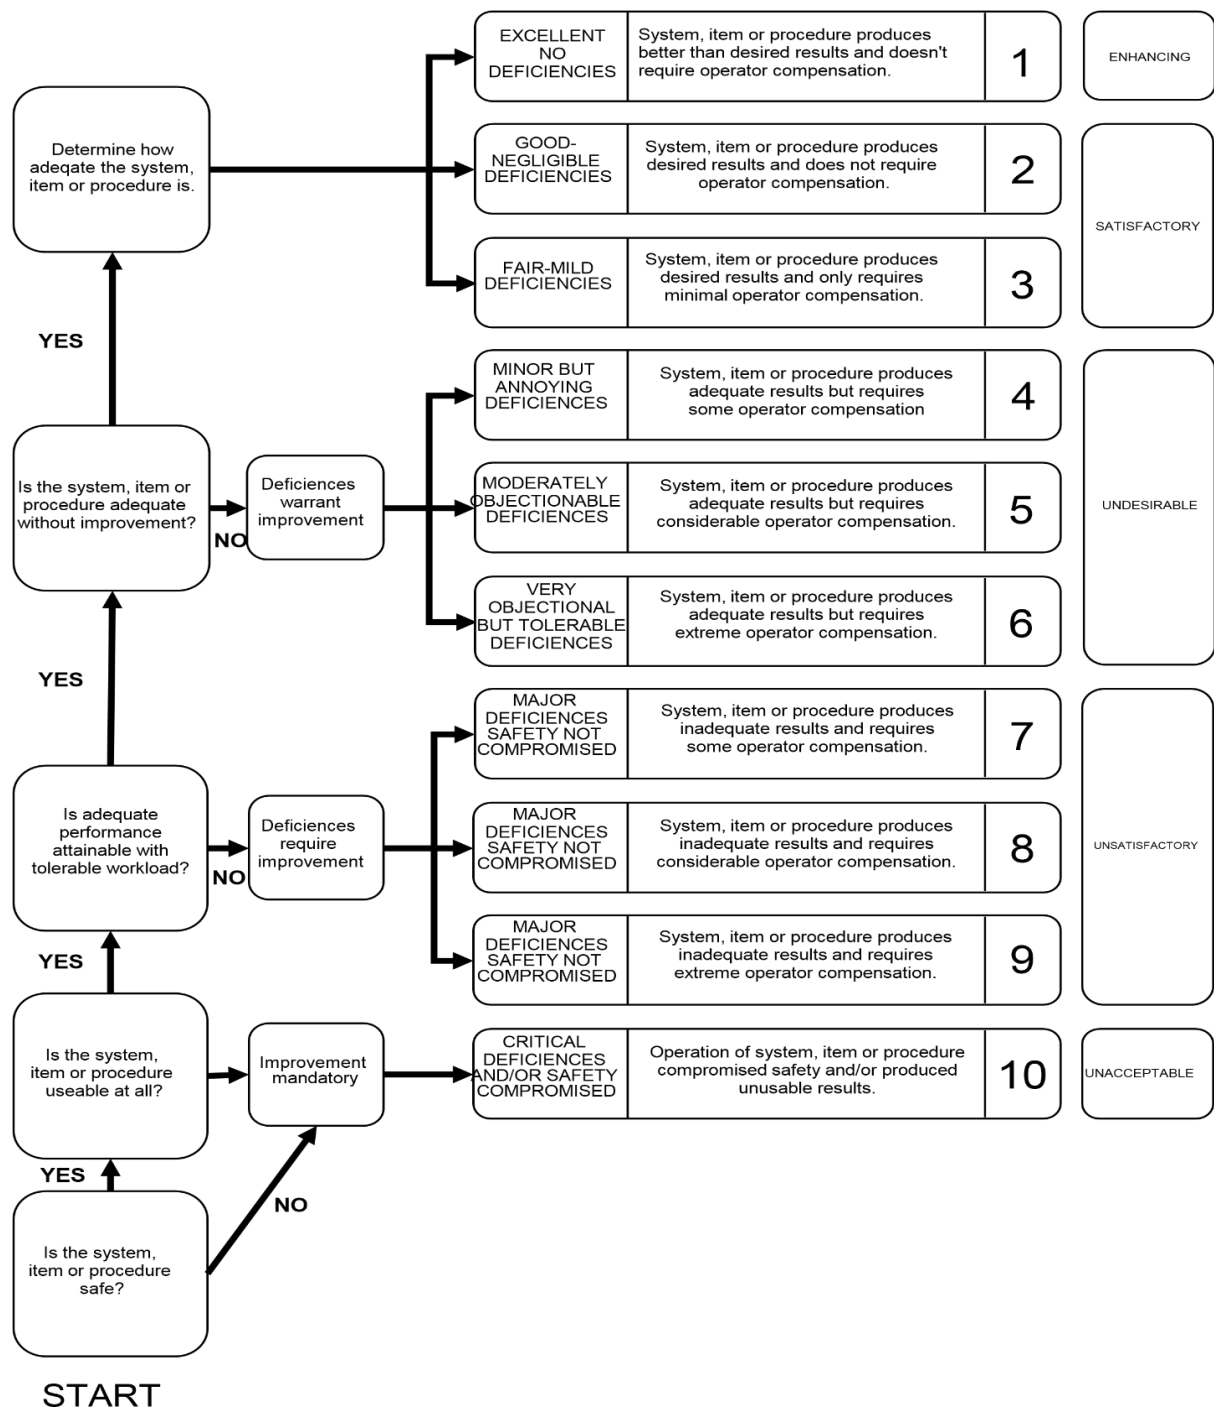 EXCELLENT
NO
DEFICIENCIES
System, item or procedure produces
better than desired results and doesn't
require operator compensation.
1
ENHANCING
Determine how
adeqate the system,
item or procedure is.
GOOD-
NEGLIGIBLE
DEFICIENCIES
System, item or procedure produces
desired results and does not require
operator compensation.
2
SATISFACTORY
FAIR-MILD
DEFICIENCIES
System, item or procedure produces
desired results and only requires
minimal operator compensation.
3
YES
MINOR BUT
ANNOYING
DEFICIENCES
System, item or procedure produces
adequate results but requires
some operator compensation
4
UNDESIRABLE
Is the system, item or
procedure adequate
without improvement?
NO
Deficiences
warrant
improvement
MODERATELY
OBJECTIONABLE
DEFICIENCES
System, item or procedure produces
adequate results but requires
considerable operator compensation.
5
VERY
OBJECTIONAL
BUT TOLERABLE
DEFICIENCES
System, item or procedure produces
adequate results but requires
extreme operator compensation.
6
YES
MAJOR
DEFICIENCES
SAFETY NOT
COMPROMISED
System, item or procedure produces
inadequate results and requires
some operator compensation.
7
Is adequate
performance
attainable with
tolerable workload?
NO
Deficiences
require
improvement
MAJOR
DEFICIENCES
SAFETY NOT
COMPROMISED
System, item or procedure produces
inadequate results and requires
considerable operator compensation.
8
UNSATISFACTORY
MAJOR
DEFICIENCES
SAFETY NOT
COMPROMISED
System, item or procedure produces
inadequate results and requires
extreme operator compensation.
9
YES
Is the system,
item or procedure
useable at all?
Improvement
mandatory
CRITICAL
DEFICIENCES
AND/OR SAFETY
COMPROMISED
Operation of system, item or procedure
compromised safety and/or produced
unusable results.
10
UNACCEPTABLE
YES
NO
Is the system,
item or procedure
safe?
START